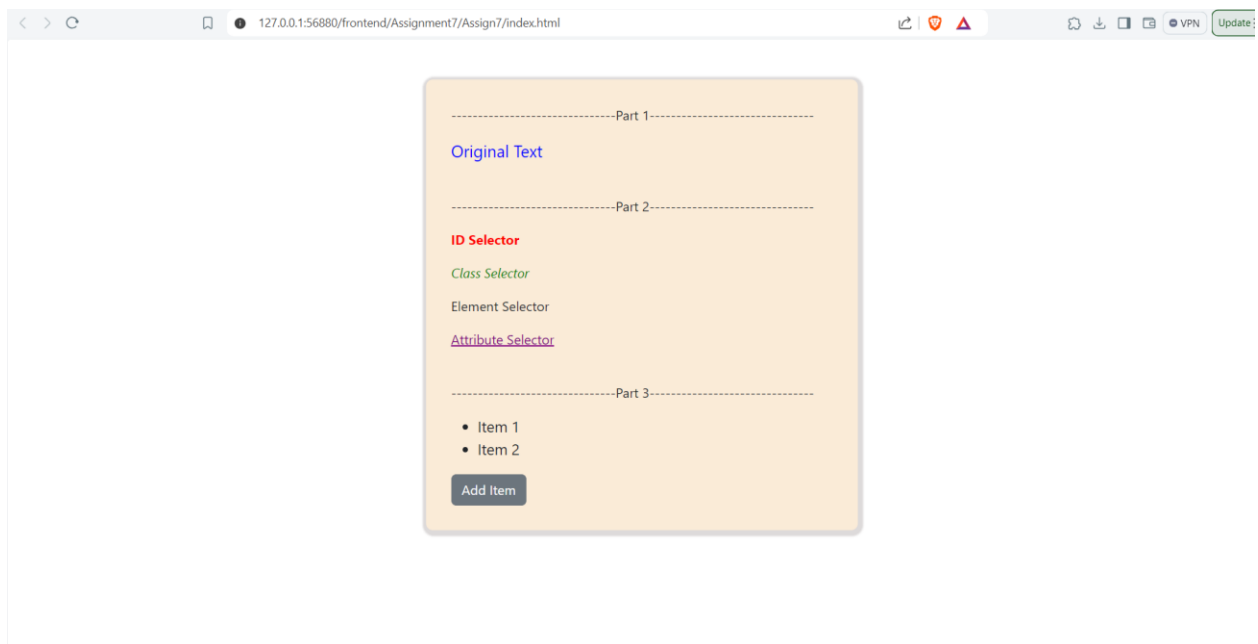 127.0.0.1:56880/frontend/Assignment7/Assign7/index.html
VPN
Update
-------------------------------Part 1-------------------------------
Original Text
-------------------------------Part 2-------------------------------
ID Selector
Class Selector
Element Selector
Attribute Selector
-------------------------------Part 3-------------------------------
• Item 1
• Item 2
Add Item